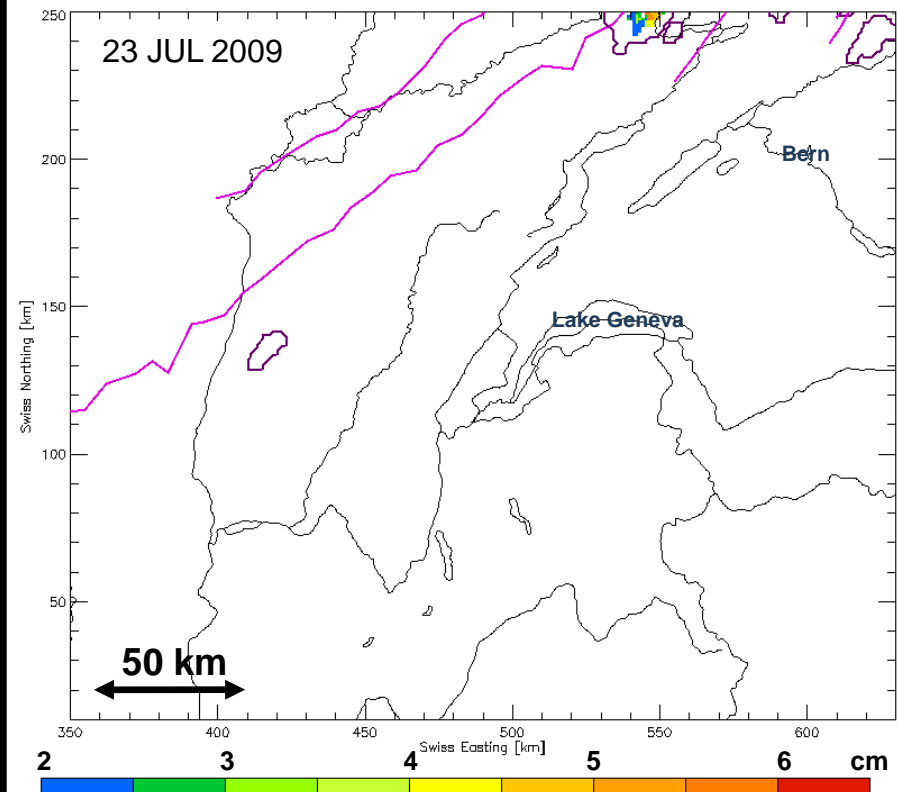 250
23 JUL 2009
200
Bern
150
Lake Geneva
Swiss Northing [km]
100
50
50 km
350 400 450 500 550 600
Swiss Easting [km]
2 3 4 5 6 cm